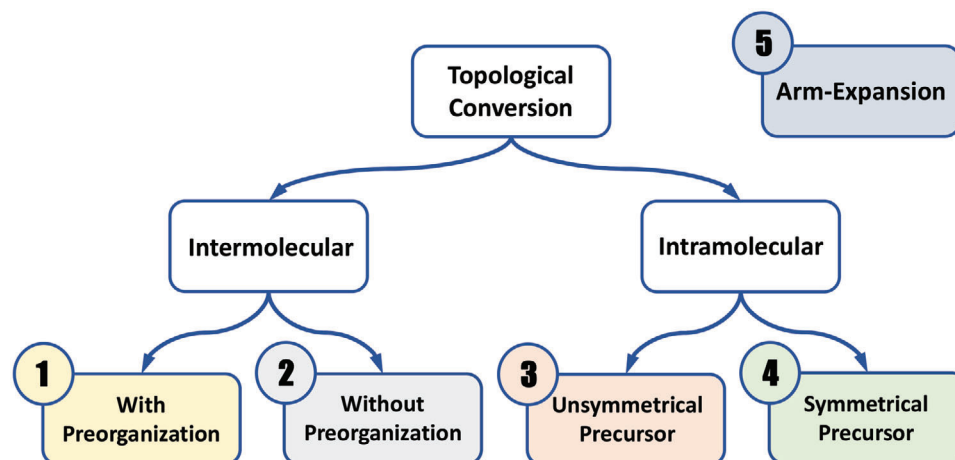 Topological
Conversion
5
Arm-Expansion
Intermolecular
Intramolecular
1
With
Preorganization
2
Without
Preorganization
3
Unsymmetrical
Precursor
4
Symmetrical
Precursor